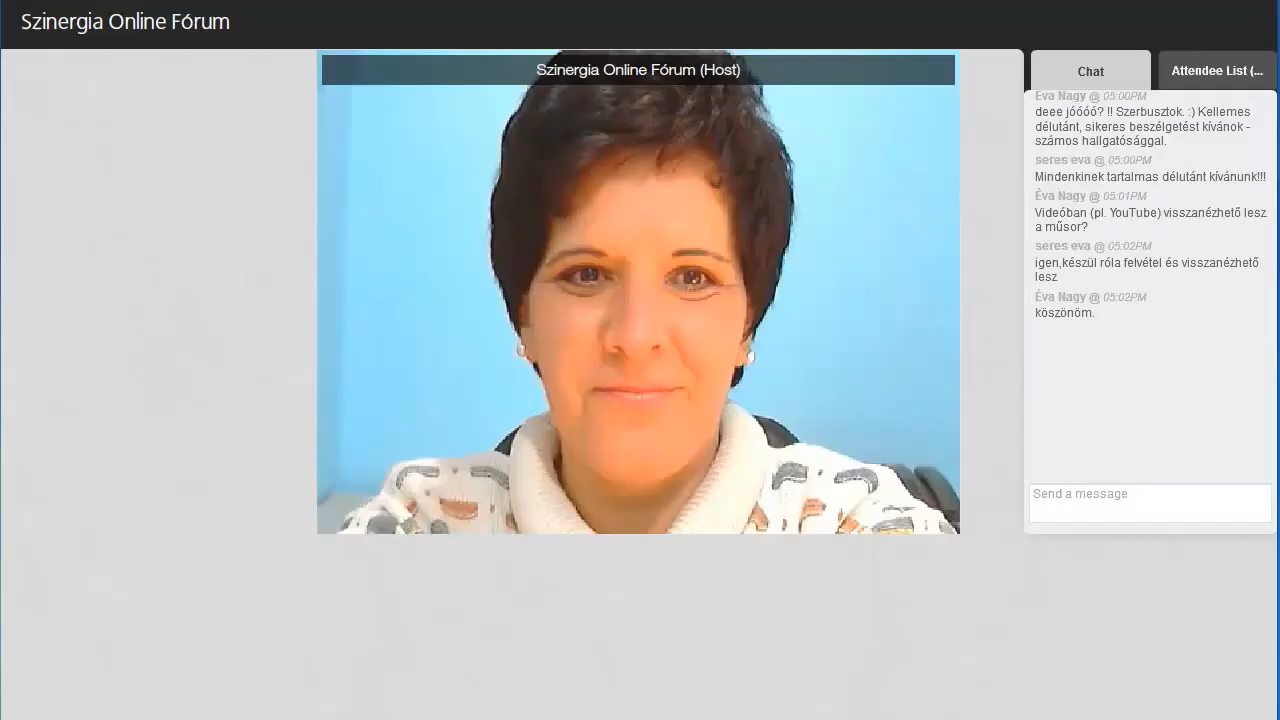 Szinergia Online Fórum
Szinergia Online Fórum (Host)
Chat
Attendee List (...
Éva Nagy @ 05:00PM
deee jóóóó? !! Szerbusztok. :) Kellemes
délutánt, sikeres beszélgetést kívánok -
számos hallgatósággal.
seres eva @ 05:00PM
Mindenkinek tartalmas délutánt kívánunk!!!
Éva Nagy @ 05:01PM
Videóban (pl. YouTube) visszanézhető lesz
a műsor?
seres eva @ 05:02PM
igen,készül róla felvétel és visszanézhető
lesz
Éva Nagy @ 05:02PM
köszönöm.
Send a message